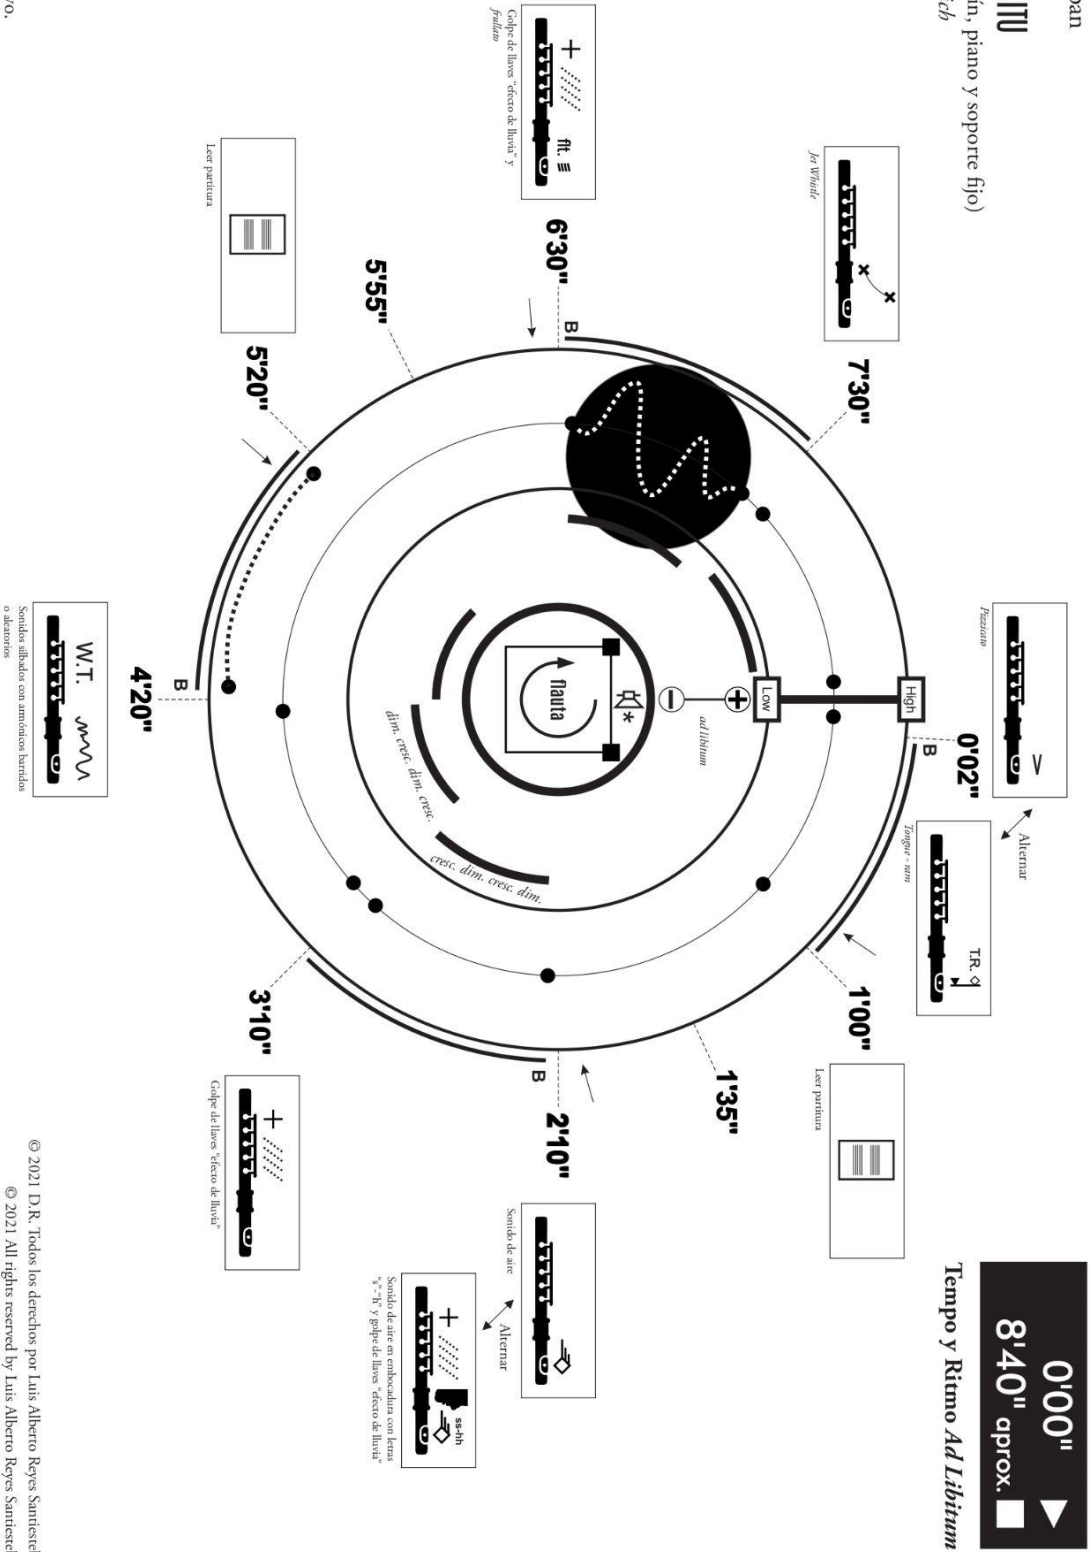 ban
ITU
ín, piano y soporte fijo)
ich
0'00" ▶
8'40" aprox. ■
Tempo y Ritmo Ad Libitum
Pizzicato
Alternar
T.R.
Tongue - ram
Jet Whistle
Leer partitura
7'30"
0'02"
1'00"
B
High
Low
ad libitum
1'35"
flt.
Golpe de llaves "efecto de lluvia" y
frullato
6'30"
B
flauta
B
2'10"
Sonido de aire
Alternar
ss-hh
Sonido de aire en embocadura con letras
"s" - "h" y golpe de llaves "efecto de lluvia"
cresc. dim. cresc. dim.
dim. cresc. dim. cresc.
5'55"
5'20"
3'10"
Leer partitura
Golpe de llaves "efecto de lluvia"
B
4'20"
W.T.
Sonidos silbados con armónicos barridos
o aleatorios
vo.
© 2021 D.R. Todos los derechos por Luis Alberto Reyes Santieste
© 2021 All rights reserved by Luis Alberto Reyes Santieste